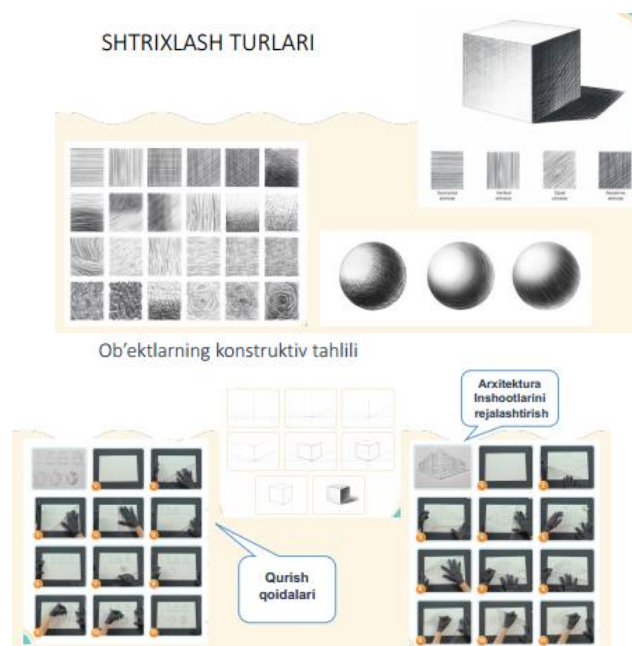 SHTRIXLASH TURLARI
Ob’ektlarning konstruktiv tahlili
Arxitektura
Inshootlarini
rejalashtirish
Qurish
qoidalari